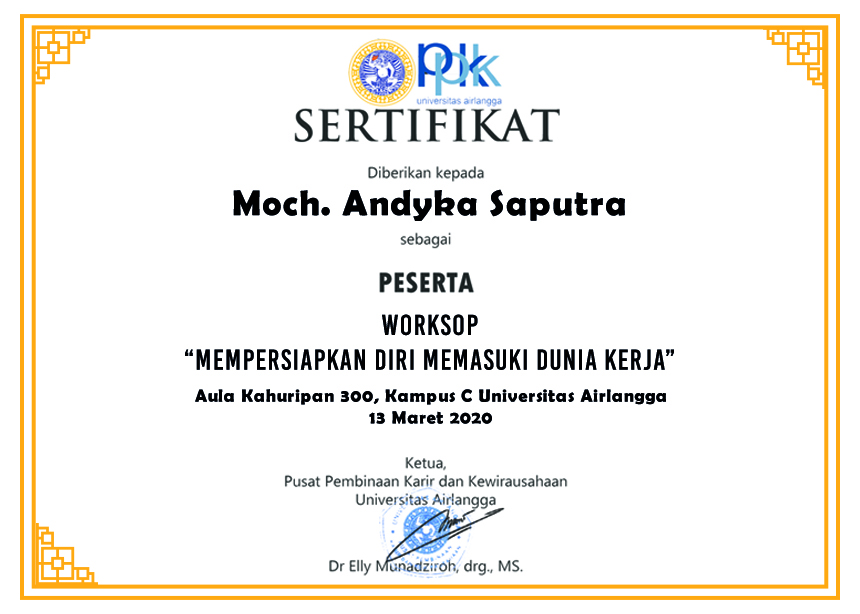 PPKK
universitas airlangga
SERTIFIKAT
Diberikan kepada
Moch. Andyka Saputra
sebagai
PESERTA
WORKSOP
“MEMPERSIAPKAN DIRI MEMASUKI DUNIA KERJA”
Aula Kahuripan 300, Kampus C Universitas Airlangga
13 Maret 2020
Ketua,
Pusat Pembinaan Karir dan Kewirausahaan
Universitas Airlangga
Dr Elly Munadziroh, drg., MS.